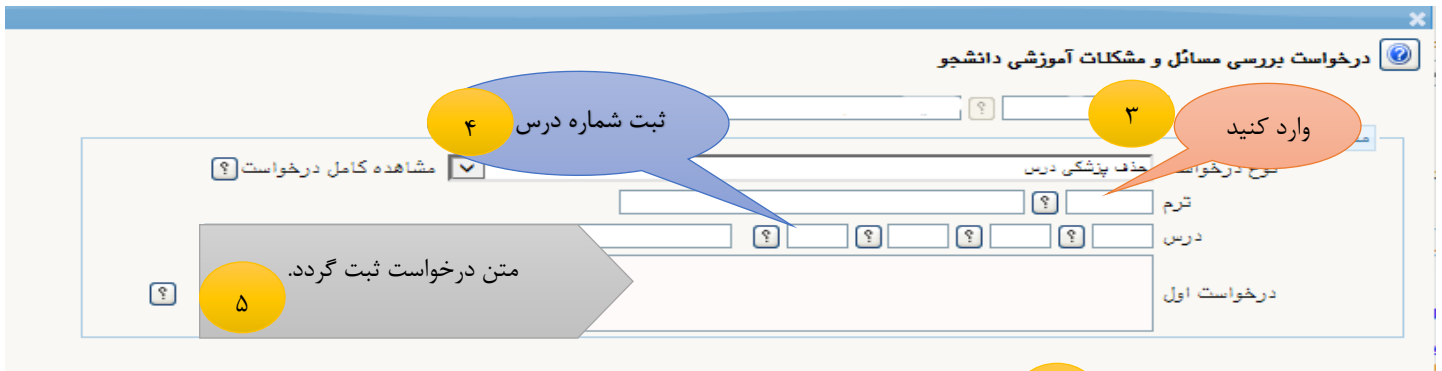 درخواست بررسی مسائل و مشکلات آموزشی دانشجو
۳
وارد کنید
ثبت شماره درس
۴
نوع
حذف پزشکی درس
مشاهده کامل درخواست
؟
ترم
؟
درس
؟ ؟ ؟ ؟
متن درخواست ثبت گردد.
۵
درخواست اول
؟